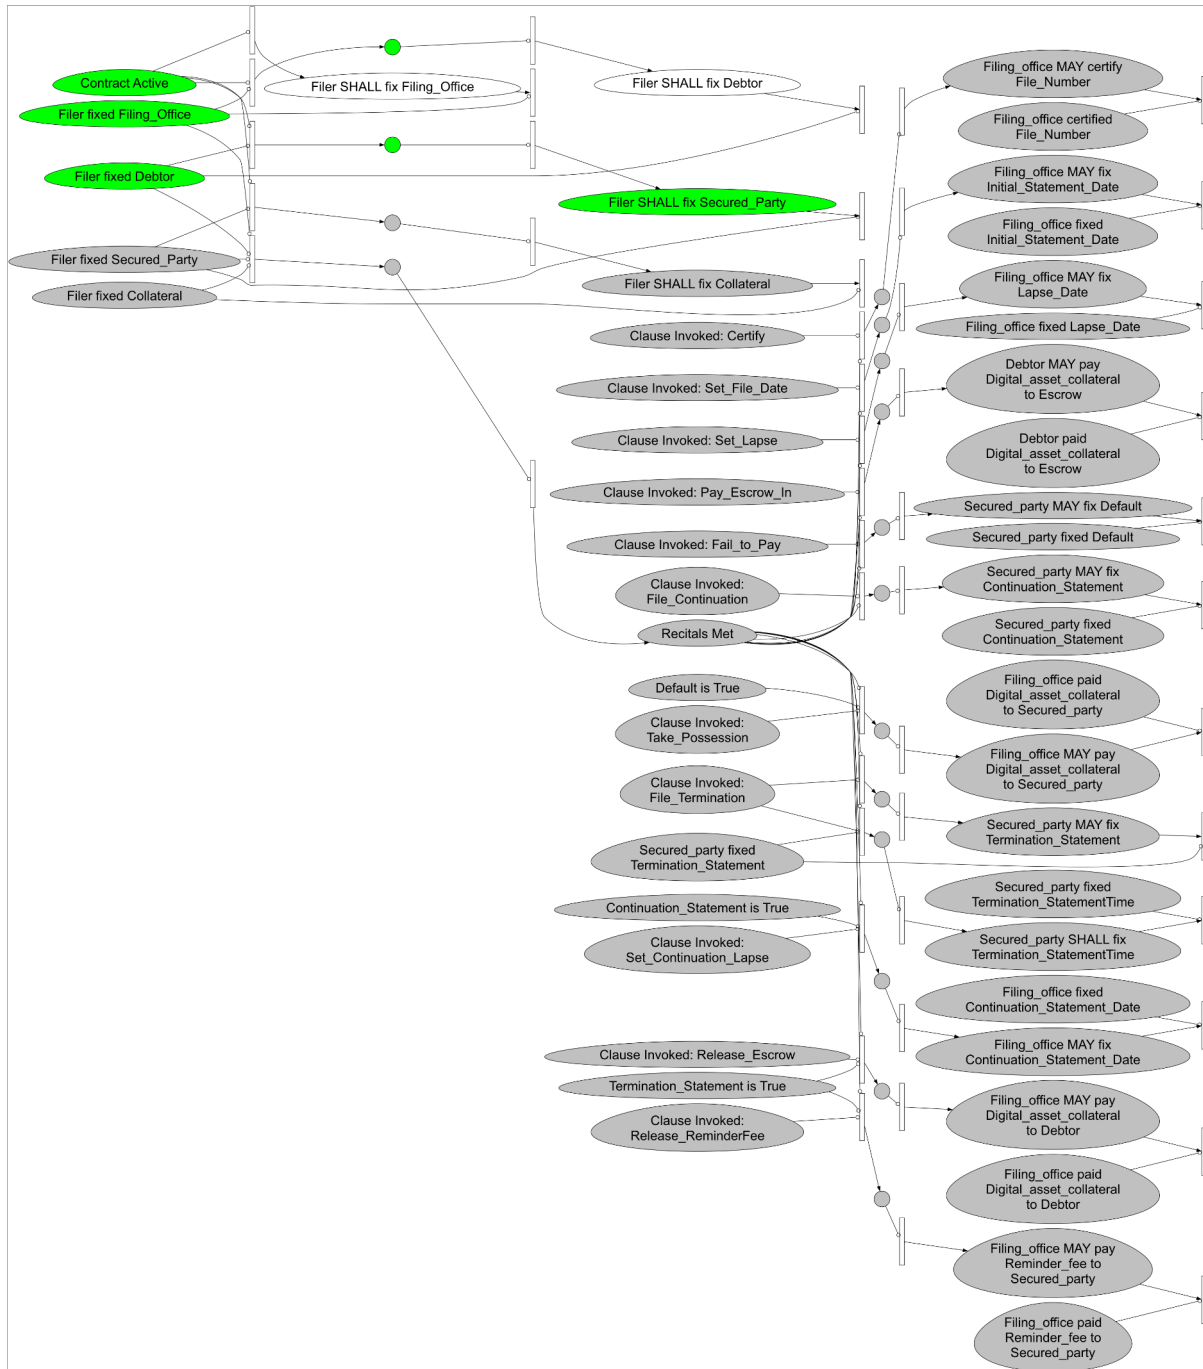 Contract Active
Filer SHALL fix Filing_Office
Filer SHALL fix Debtor
Filer fixed Filing_Office
Filer fixed Debtor
Filer SHALL fix Secured_Party
Filer fixed Secured_Party
Filer fixed Collateral
Filer SHALL fix Collateral
Clause Invoked: Certify
Clause Invoked: Set_File_Date
Clause Invoked: Set_Lapse
Clause Invoked: Pay_Escrow_In
Clause Invoked: Fail_to_Pay
Clause Invoked:
File_Continuation
Recitals Met
Default is True
Clause Invoked:
Take_Possession
Clause Invoked:
File_Termination
Secured_party fixed
Termination_Statement
Continuation_Statement is True
Clause Invoked:
Set_Continuation_Lapse
Clause Invoked: Release_Escrow
Termination_Statement is True
Clause Invoked:
Release_ReminderFee
Filing_office MAY certify
File_Number
Filing_office certified
File_Number
Filing_office MAY fix
Initial_Statement_Date
Filing_office fixed
Initial_Statement_Date
Filing_office MAY fix
Lapse_Date
Filing_office fixed Lapse_Date
Debtor MAY pay
Digital_asset_collateral
to Escrow
Debtor paid
Digital_asset_collateral
to Escrow
Secured_party MAY fix Default
Secured_party fixed Default
Secured_party MAY fix
Continuation_Statement
Secured_party fixed
Continuation_Statement
Filing_office paid
Digital_asset_collateral
to Secured_party
Filing_office MAY pay
Digital_asset_collateral
to Secured_party
Secured_party MAY fix
Termination_Statement
Secured_party fixed
Termination_StatementTime
Secured_party SHALL fix
Termination_StatementTime
Filing_office fixed
Continuation_Statement_Date
Filing_office MAY fix
Continuation_Statement_Date
Filing_office MAY pay
Digital_asset_collateral
to Debtor
Filing_office paid
Digital_asset_collateral
to Debtor
Filing_office MAY pay
Reminder_fee to
Secured_party
Filing_office paid
Reminder_fee to
Secured_party